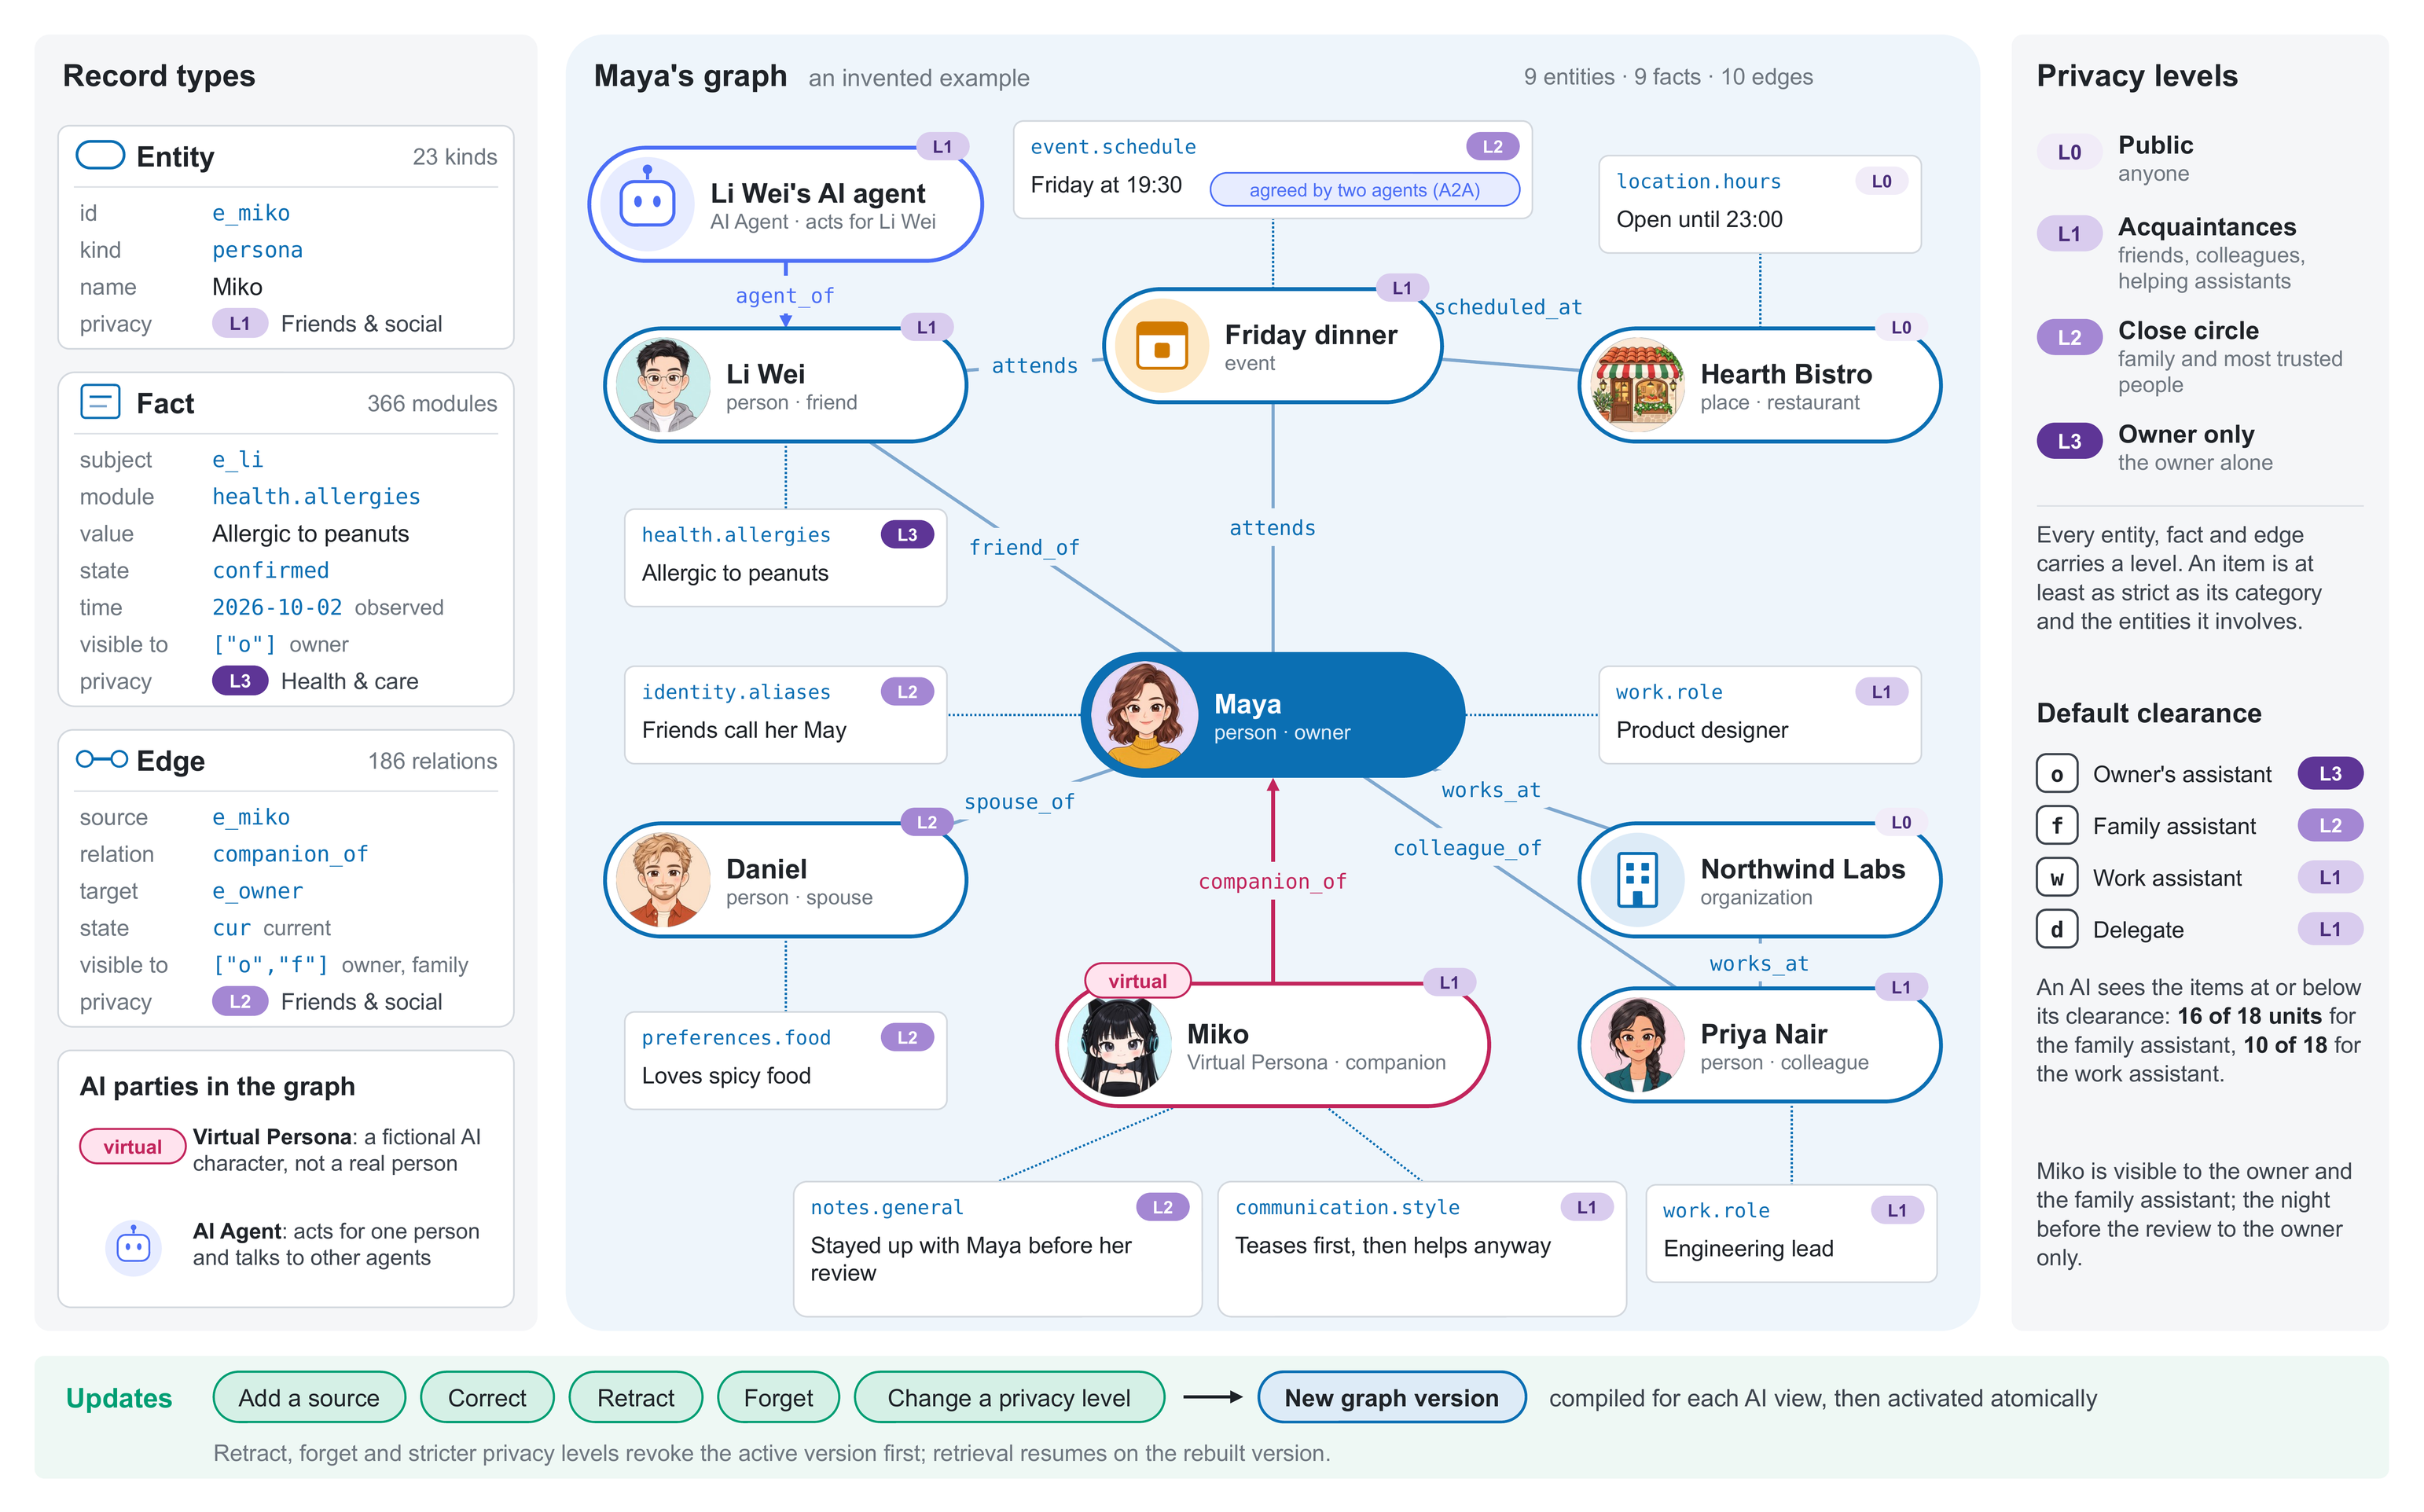 Record types
Entity 23 kinds
id e_miko
kind persona
name Miko
privacy L1 Friends & social
Fact 366 modules
subject e_li
module health.allergies
value Allergic to peanuts
state confirmed
time 2026-10-02 observed
visible to ["o"] owner
privacy L3 Health & care
Edge 186 relations
source e_miko
relation companion_of
target e_owner
state cur current
visible to ["o","f"] owner, family
privacy L2 Friends & social
AI parties in the graph
virtual Virtual Persona: a fictional AI
character, not a real person
AI Agent: acts for one person
and talks to other agents
Maya's graph an invented example 9 entities · 9 facts · 10 edges
L1
Li Wei's AI agent
AI Agent · acts for Li Wei
event.schedule L2
Friday at 19:30 agreed by two agents (A2A)
location.hours L0
Open until 23:00
agent_of
L1
Li Wei
person · friend
attends
L1
Friday dinner
event
scheduled_at
L0
Hearth Bistro
place · restaurant
health.allergies L3
Allergic to peanuts
friend_of
attends
identity.aliases L2
Friends call her May
Maya
person · owner
work.role L1
Product designer
spouse_of
works_at
colleague_of
L2
Daniel
person · spouse
companion_of
L0
Northwind Labs
organization
works_at
preferences.food L2
Loves spicy food
virtual L1
Miko
Virtual Persona · companion
L1
Priya Nair
person · colleague
notes.general L2
Stayed up with Maya before her
review
communication.style L1
Teases first, then helps anyway
work.role L1
Engineering lead
Privacy levels
L0 Public
anyone
L1 Acquaintances
friends, colleagues,
helping assistants
L2 Close circle
family and most trusted
people
L3 Owner only
the owner alone
Every entity, fact and edge
carries a level. An item is at
least as strict as its category
and the entities it involves.
Default clearance
o Owner's assistant L3
f Family assistant L2
w Work assistant L1
d Delegate L1
An AI sees the items at or below
its clearance: 16 of 18 units for
the family assistant, 10 of 18 for
the work assistant.
Miko is visible to the owner and
the family assistant; the night
before the review to the owner
only.
Updates Add a source Correct Retract Forget Change a privacy level New graph version compiled for each AI view, then activated atomically
Retract, forget and stricter privacy levels revoke the active version first; retrieval resumes on the rebuilt version.